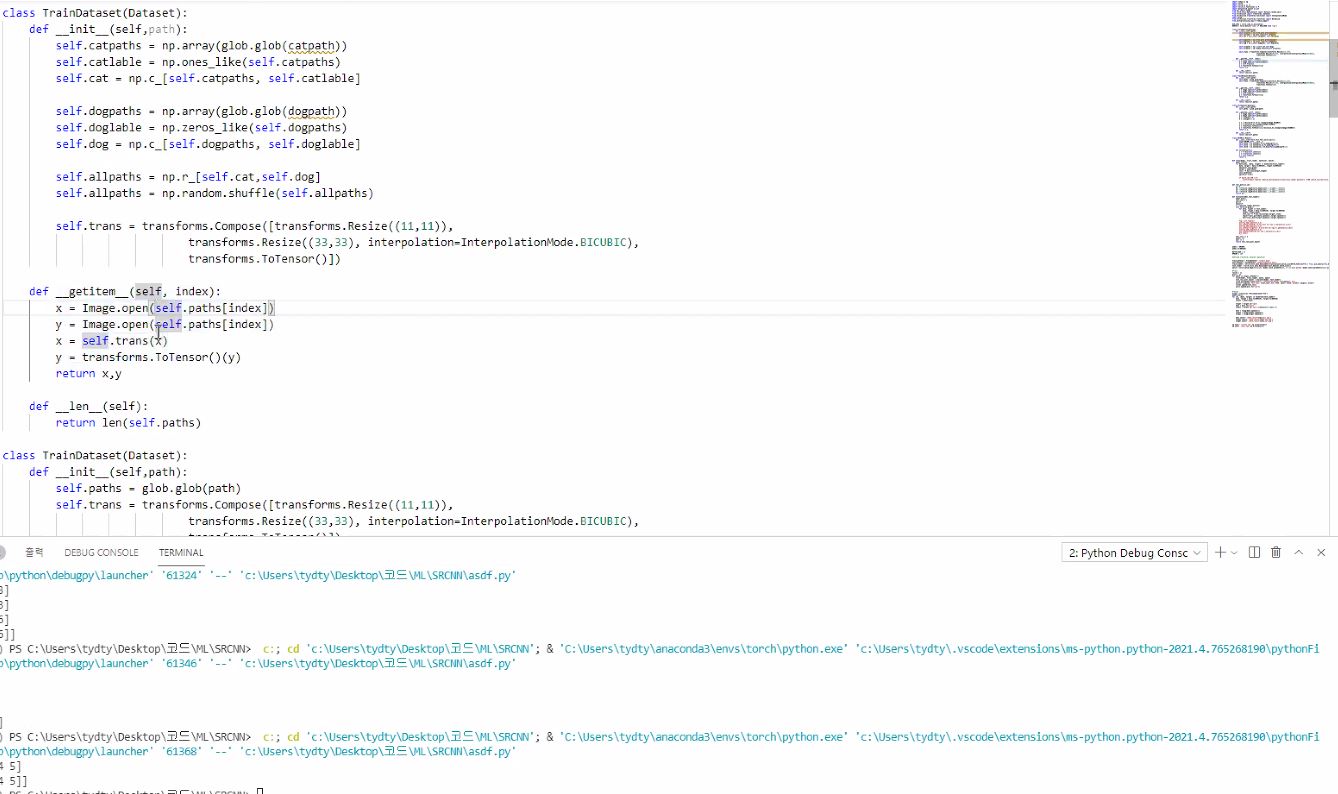 class TrainDataset(Dataset):
def __init__(self,path):
self.catpaths = np.array(glob.glob(catpath))
self.catlable = np.ones_like(self.catpaths)
self.cat = np.c_[self.catpaths, self.catlable]
self.dogpaths = np.array(glob.glob(dogpath))
self.doglable = np.zeros_like(self.dogpaths)
self.dog = np.c_[self.dogpaths, self.doglable]
self.allpaths = np.r_[self.cat,self.dog]
self.allpaths = np.random.shuffle(self.allpaths)
self.trans = transforms.Compose([transforms.Resize((11,11)),
transforms.Resize((33,33), interpolation=InterpolationMode.BICUBIC),
transforms.ToTensor()])
def __getitem__(self, index):
x = Image.open(self.paths[index])
y = Image.open(self.paths[index])
x = self.trans(x)
y = transforms.ToTensor()(y)
return x,y
def __len__(self):
return len(self.paths)
class TrainDataset(Dataset):
def __init__(self,path):
self.paths = glob.glob(path)
self.trans = transforms.Compose([transforms.Resize((11,11)),
transforms.Resize((33,33), interpolation=InterpolationMode.BICUBIC),
출력 DEBUG CONSOLE TERMINAL 2: Python Debug Consc
\python\debugpy\launcher' '61324' '--' 'c:\Users\tydty\Desktop\코드\ML\SRCNN\asdf.py'
]
]
]
]]
PS C:\Users\tydty\Desktop\코드\ML\SRCNN> c:; cd 'c:\Users\tydty\Desktop\코드\ML\SRCNN'; & 'C:\Users\tydty\anaconda3\envs\torch\python.exe' 'c:\Users\tydty\.vscode\extensions\ms-python.python-2021.4.765268190\pythonFi
\python\debugpy\launcher' '61346' '--' 'c:\Users\tydty\Desktop\코드\ML\SRCNN\asdf.py'
]
PS C:\Users\tydty\Desktop\코드\ML\SRCNN> c:; cd 'c:\Users\tydty\Desktop\코드\ML\SRCNN'; & 'C:\Users\tydty\anaconda3\envs\torch\python.exe' 'c:\Users\tydty\.vscode\extensions\ms-python.python-2021.4.765268190\pythonFi
\python\debugpy\launcher' '61368' '--' 'c:\Users\tydty\Desktop\코드\ML\SRCNN\asdf.py'
4 5]
4 5]]